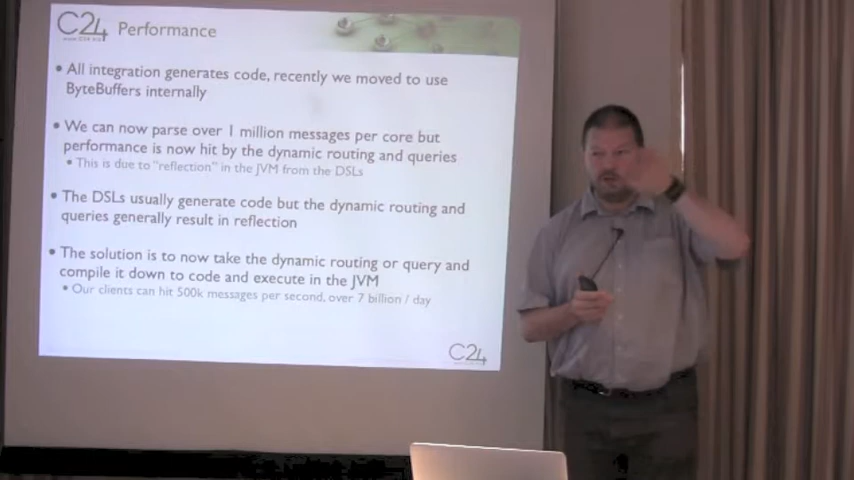 C24
Performance
• All integration generates code, recently we moved to use
ByteBuffers internally
• We can now parse over 1 million messages per core but
performance is now hit by the dynamic routing and queries
• This is due to "reflection" in the JVM from the DSLs
• The DSLs usually generate code but the dynamic routing and
queries generally result in reflection
• The solution is to now take the dynamic routing or query and
compile it down to code and execute in the JVM
• Our clients can hit 500k messages per second, over 7 billion / day
C24